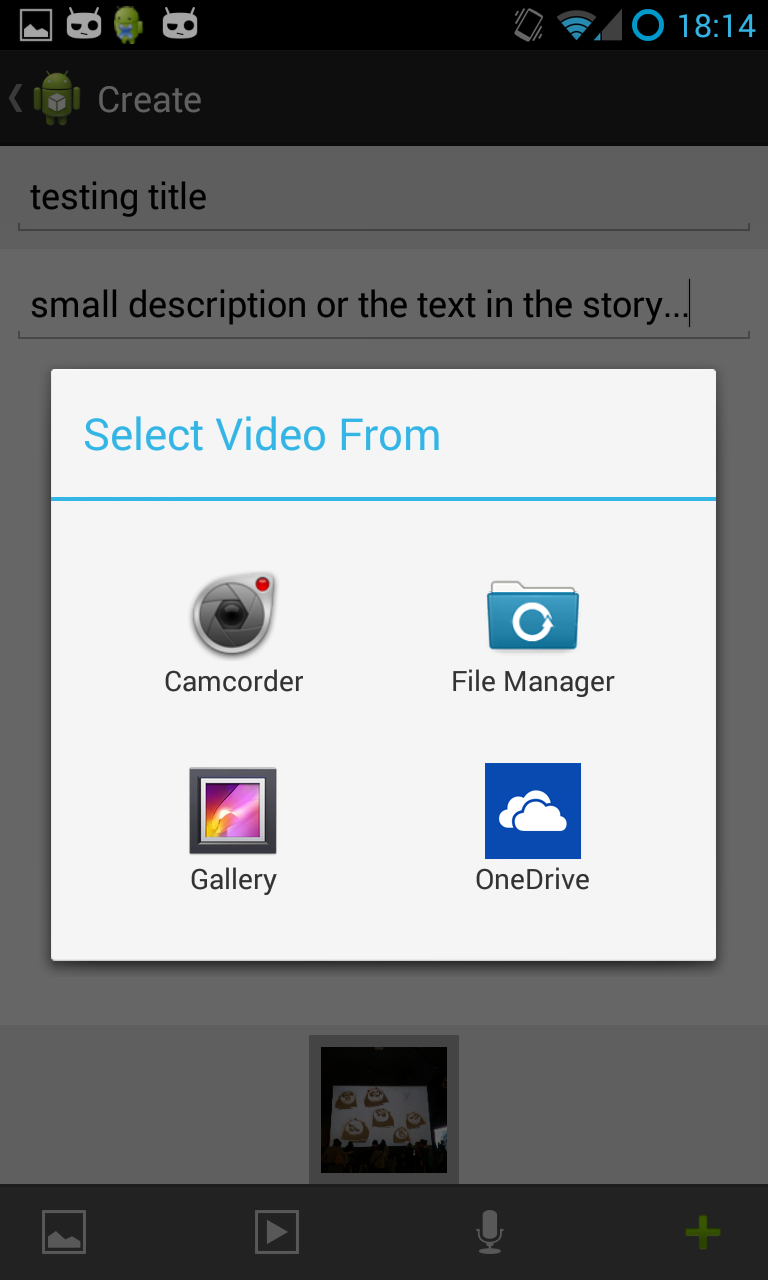 18:14
Create
testing title
small description or the text in the story...
Select Video From
Camcorder
File Manager
Gallery
OneDrive